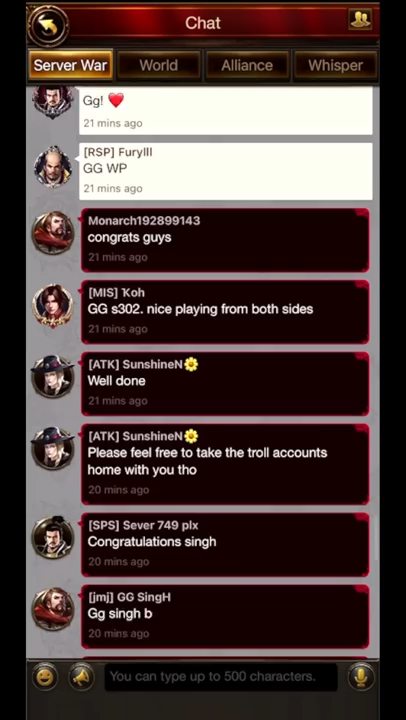 Chat
Server War
World
Alliance
Whisper
Gg! ❤️
21 mins ago
[RSP] FuryIII
GG WP
21 mins ago
Monarch192899143
congrats guys
21 mins ago
[MIS] Ƙoh
GG s302. nice playing from both sides
21 mins ago
[ATK] SunshineN🌼
Well done
21 mins ago
[ATK] SunshineN🌼
Please feel free to take the troll accounts
home with you tho
20 mins ago
[SPS] Sever 749 plx
Congratulations singh
20 mins ago
[jmj] GG SingH
Gg singh b
20 mins ago
You can type up to 500 characters.